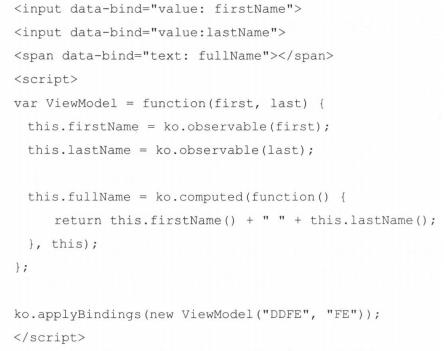 <input data-bind="value: firstName">
<input data-bind="value:lastName">
<span data-bind="text: fullName"></span>
<script>
var ViewModel = function(first, last) {
  this.firstName = ko.observable(first);
  this.lastName = ko.observable(last);

  this.fullName = ko.computed(function() {
     return this.firstName() + " " + this.lastName();
  }, this);
};

ko.applyBindings(new ViewModel("DDFE", "FE"));
</script>